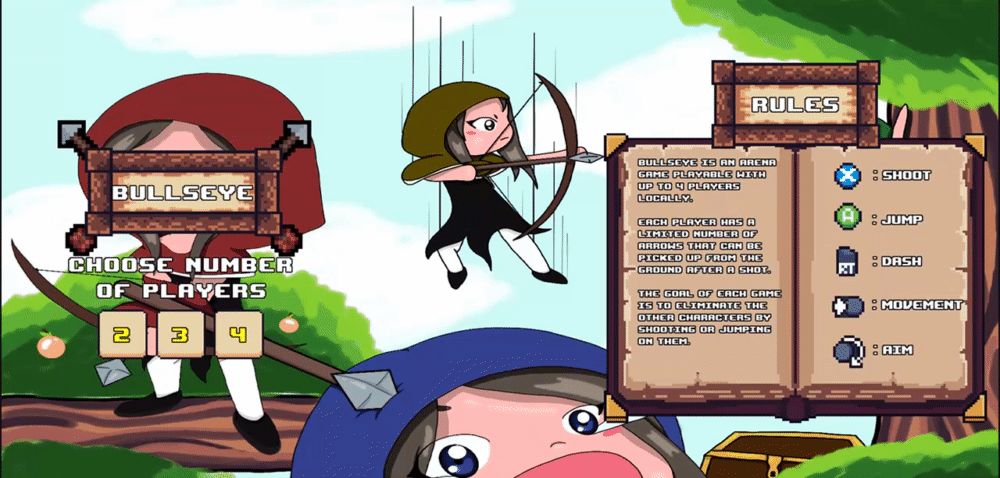 BULLSEYE
CHOOSE NUMBER
OF PLAYERS
2 3 4
RULES
BULLSEYE IS AN ARENA
GAME PLAYABLE WITH
UP TO 4 PLAYERS
LOCALLY.
EACH PLAYER HAS A
LIMITED NUMBER OF
ARROWS THAT CAN BE
PICKED UP FROM THE
GROUND AFTER A SHOT.
THE GOAL OF EACH GAME
IS TO ELIMINATE THE
OTHER CHARACTERS BY
SHOOTING OR JUMPING
ON THEM.
X : SHOOT
A : JUMP
RT : DASH
: MOVEMENT
: AIM